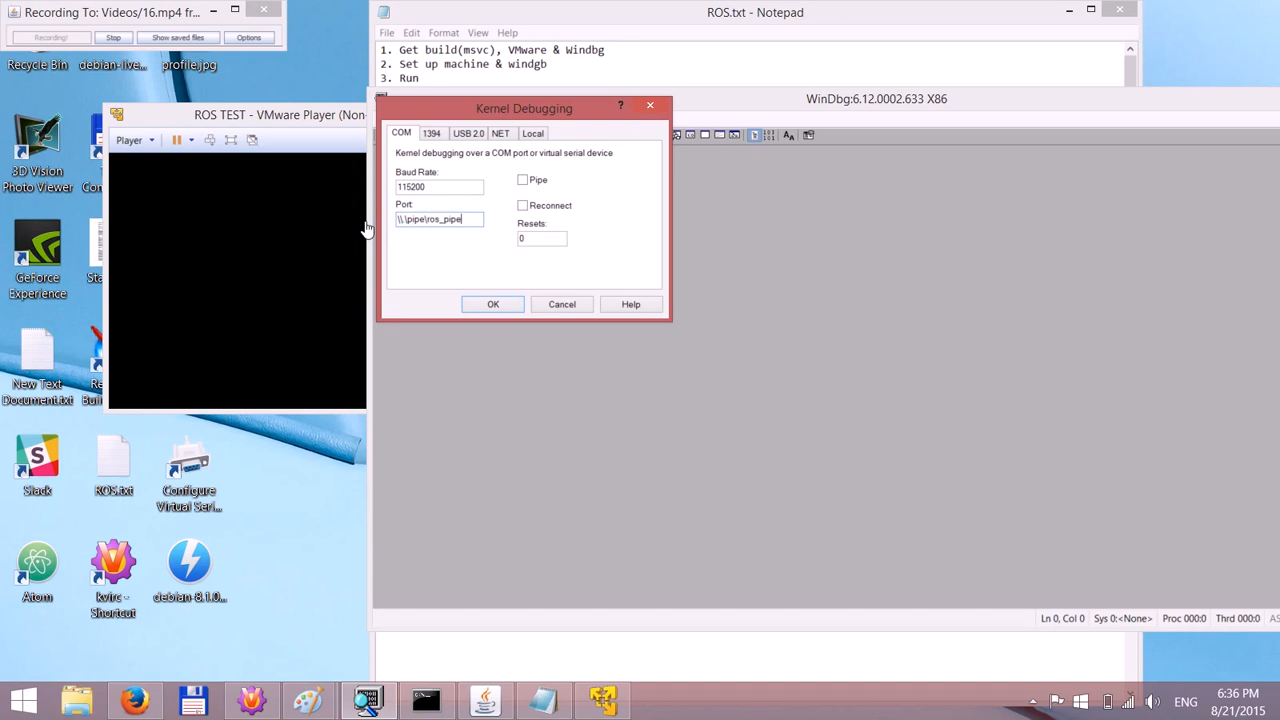 Recording To: Videos/16.mp4 fr...
Recording!
Stop
Show saved files
Options
Recycle Bin
debian-live...
profile.jpg
ROS.txt - Notepad
File Edit Format View Help
1. Get build(msvc), VMware & Windbg
2. Set up machine & windgb
3. Run
ROS TEST - VMware Player (Non-
Player
WinDbg:6.12.0002.633 X86
Kernel Debugging
?
COM 1394 USB 2.0 NET Local
Kernel debugging over a COM port or virtual serial device
Baud Rate:
115200
Pipe
Port:
\\.\pipe\ros_pipe
Reconnect
Resets:
0
OK
Cancel
Help
3D Vision
Photo Viewer
GeForce
Experience
New Text
Document.txt
Slack
ROS.txt
Configure
Virtual Seri...
Atom
kvirc -
Shortcut
debian-8.1.0...
Ln 0, Col 0
Sys 0:<None>
Proc 000:0
Thrd 000:0
AS
ENG
6:36 PM
8/21/2015